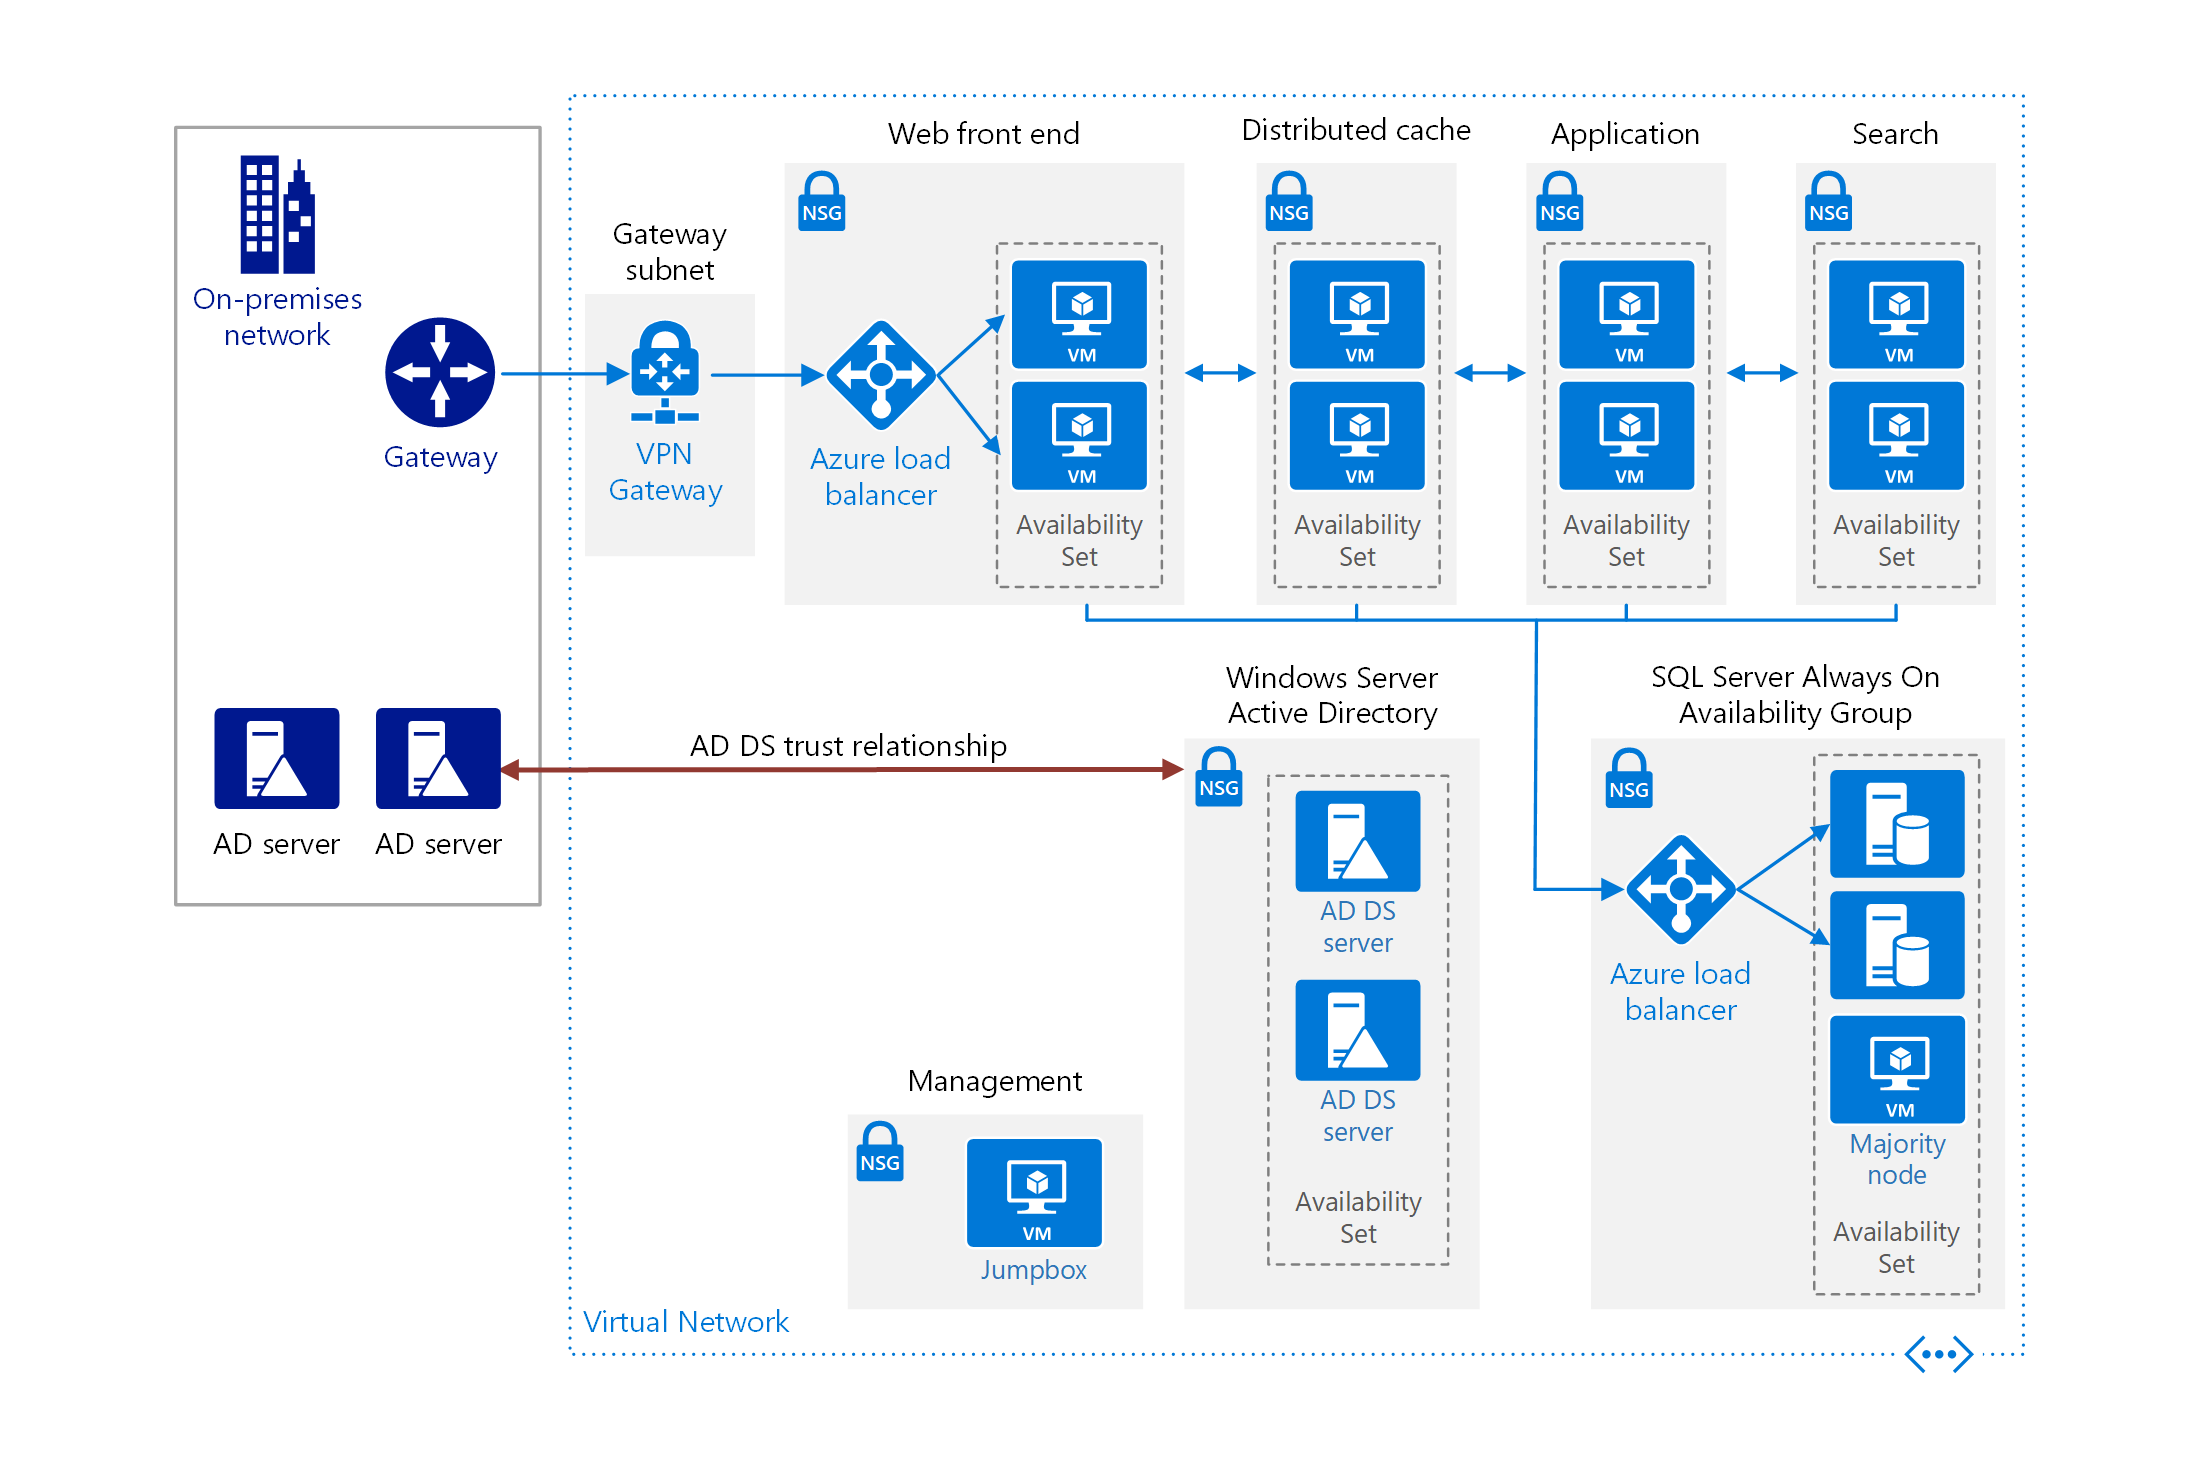 On-premises
network
Gateway
AD server
AD server
AD DS trust relationship
Gateway
subnet
VPN
Gateway
Web front end
NSG
Azure load
balancer
VM
VM
Availability
Set
Distributed cache
NSG
VM
VM
Availability
Set
Application
NSG
VM
VM
Availability
Set
Search
NSG
VM
VM
Availability
Set
Windows Server
Active Directory
NSG
AD DS
server
AD DS
server
Availability
Set
SQL Server Always On
Availability Group
NSG
Azure load
balancer
VM
Majority
node
Availability
Set
Management
NSG
VM
Jumpbox
Virtual Network